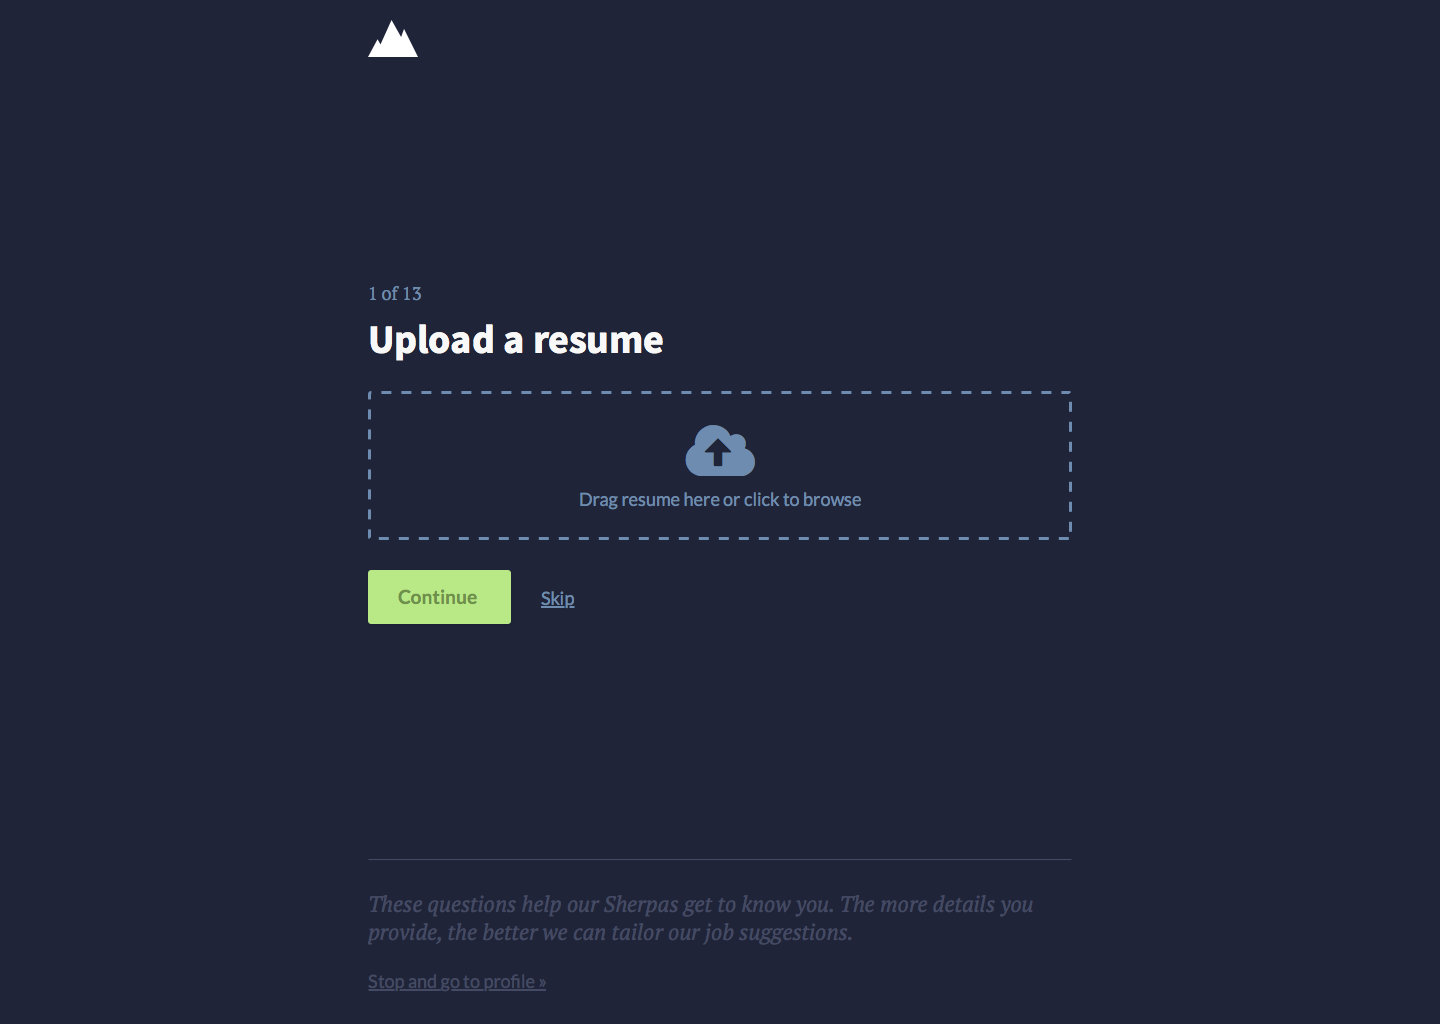 1 of 13
Upload a resume
Drag resume here or click to browse
Continue
Skip
These questions help our Sherpas get to know you. The more details you
provide, the better we can tailor our job suggestions.
Stop and go to profile »